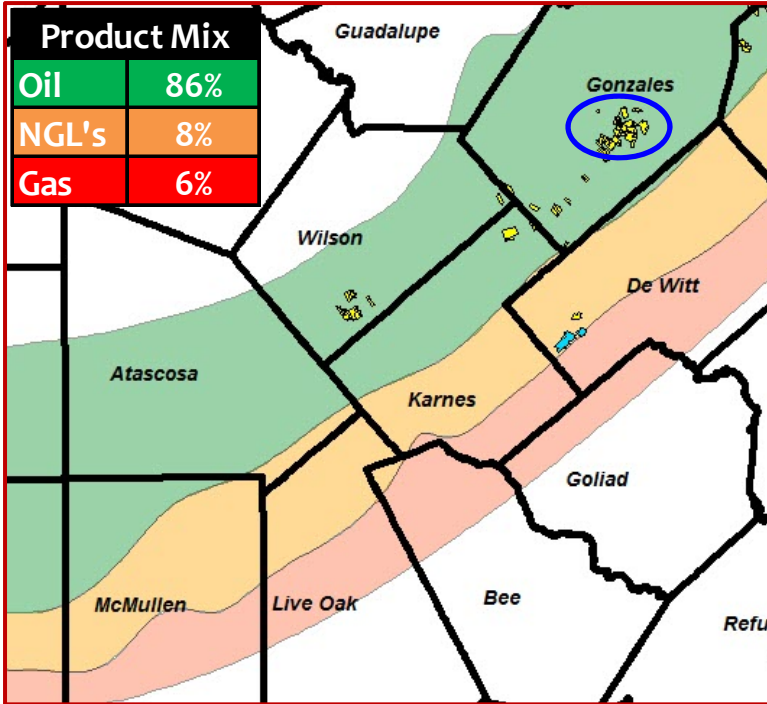 Product Mix
Oil 86%
NGL's 8%
Gas 6%
Guadalupe
Gonzales
Wilson
De Witt
Atascosa
Karnes
Goliad
McMullen
Live Oak
Bee
Refu